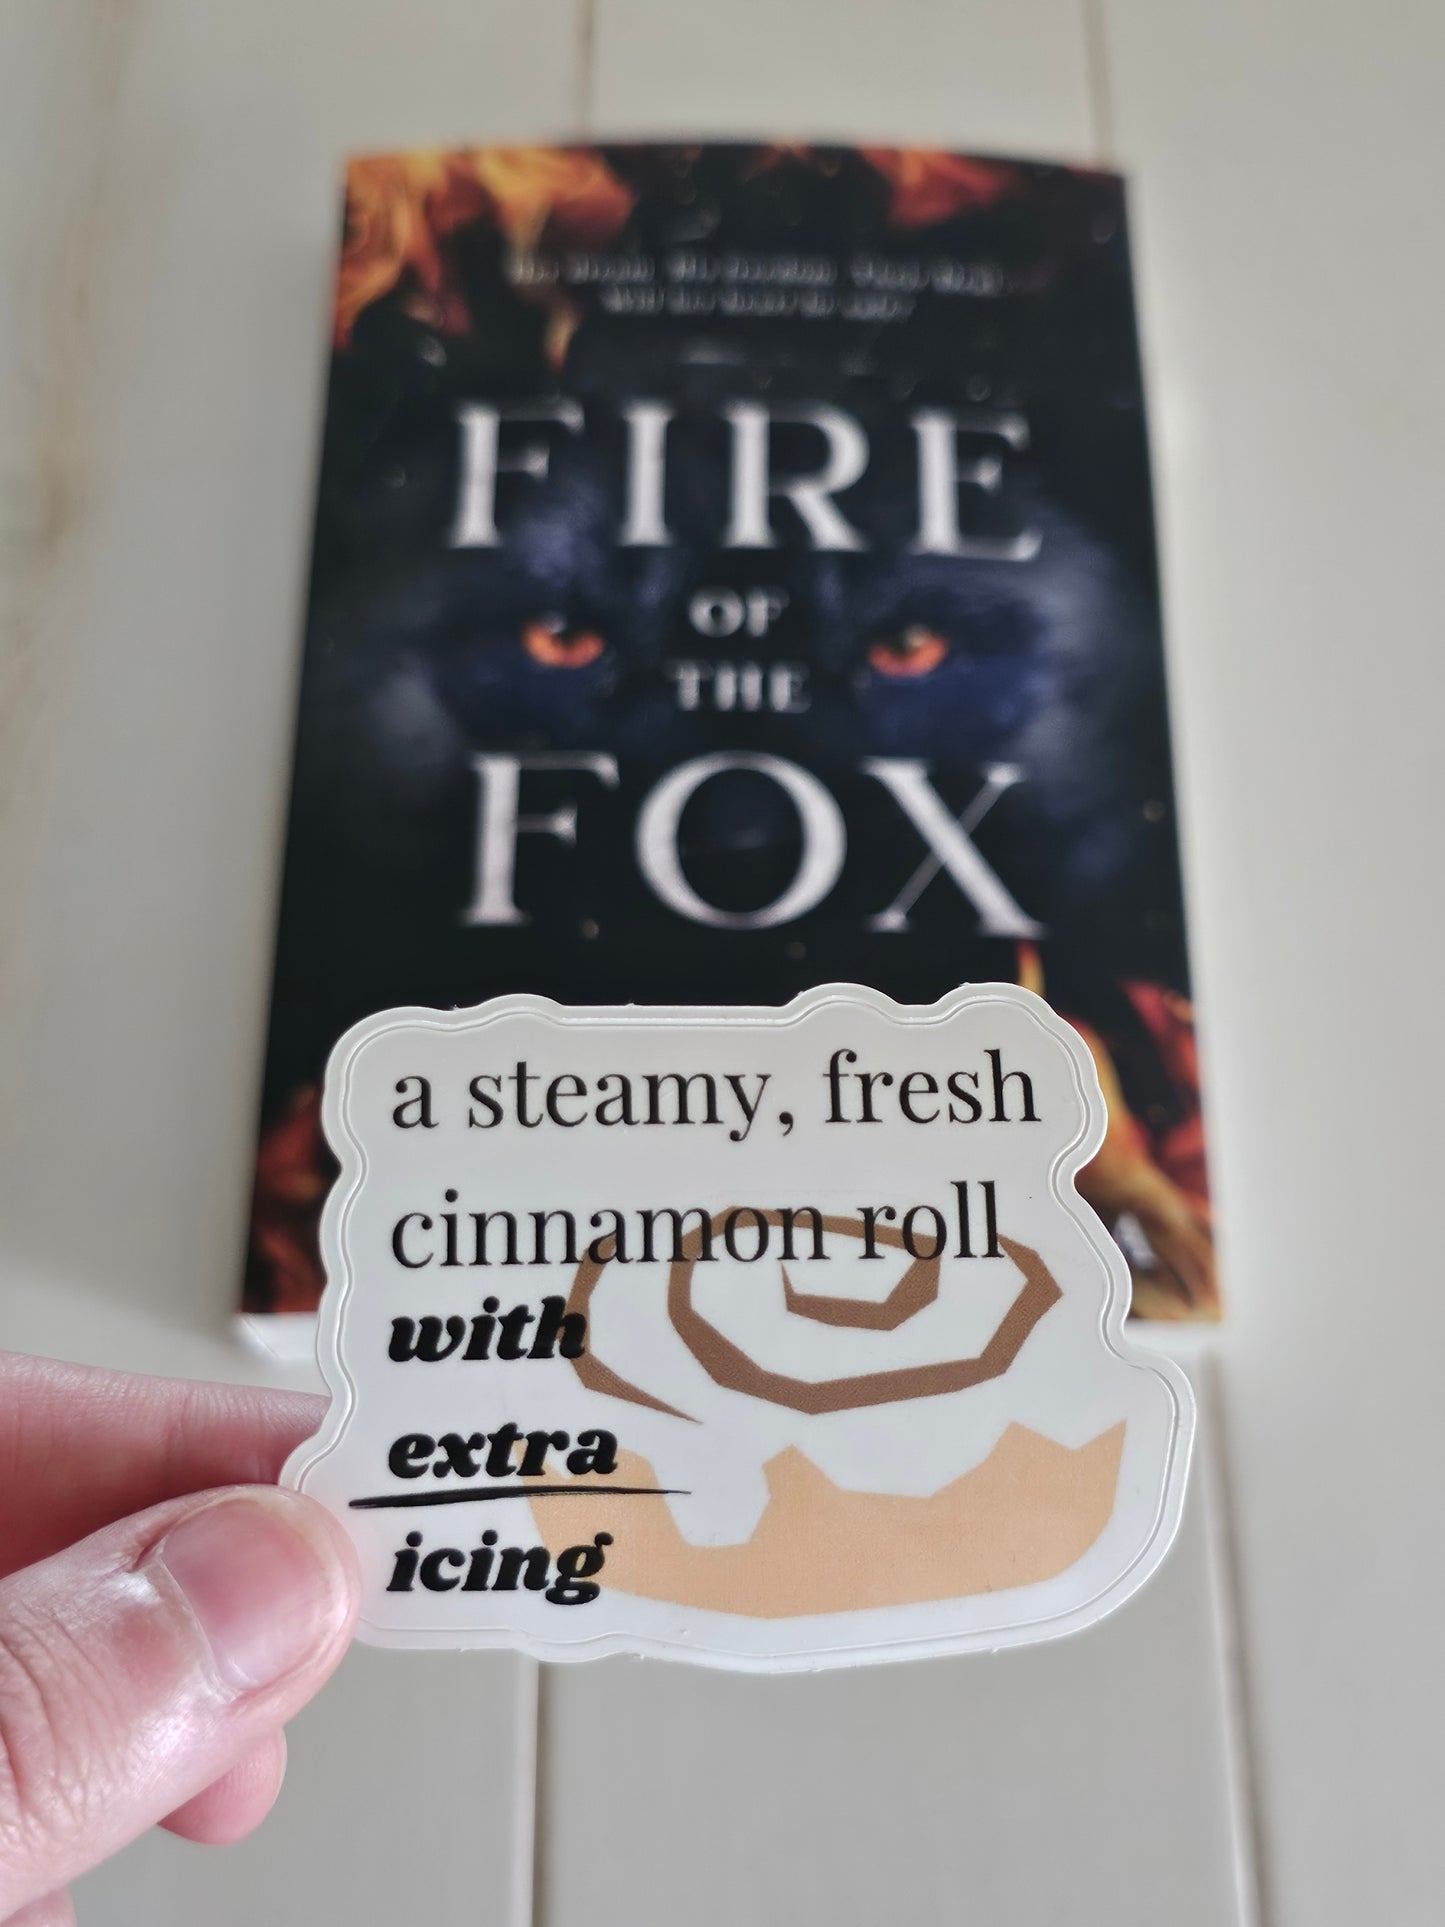 FIRE
OF
THE
FOX
a steamy, fresh
cinnamon roll
with
extra
icing